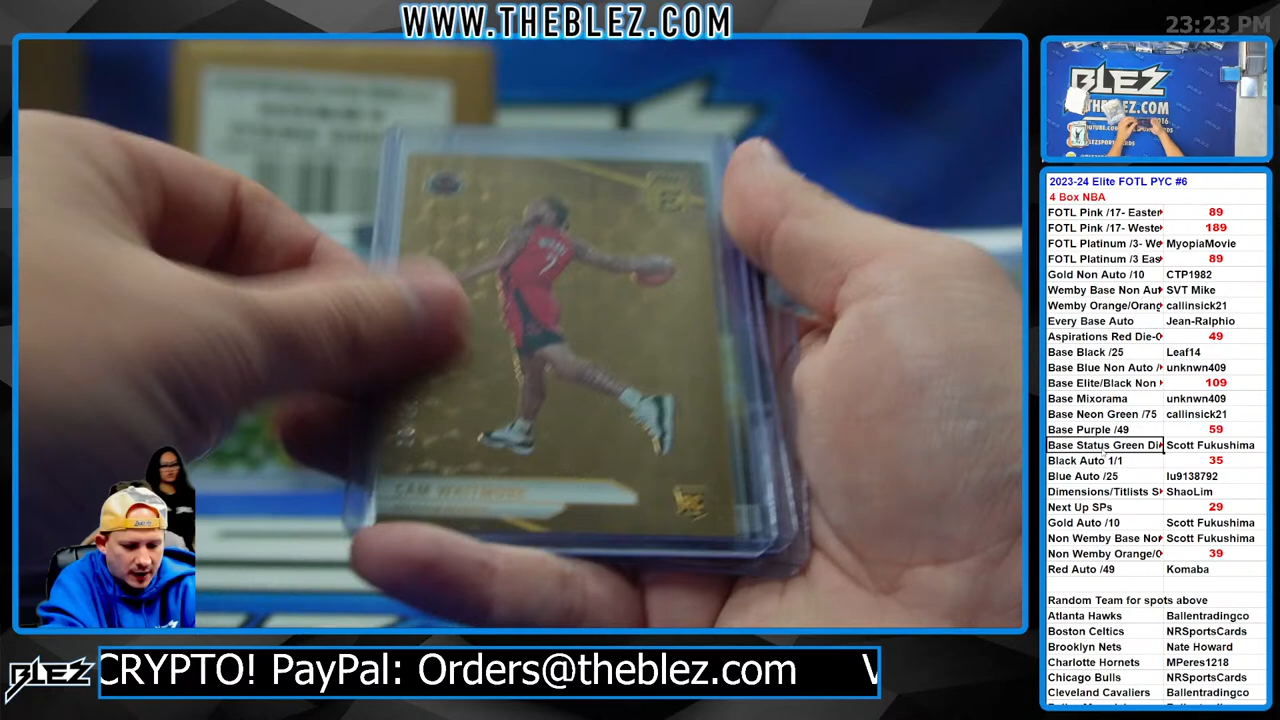 WWW.THEBLEZ.COM
23:23 PM
BLEZ
THEBLEZ.COM
2023-24 Elite FOTL PYC #6
4 Box NBA
FOTL Pink /17- Easter 89
FOTL Pink /17- Weste 189
FOTL Platinum /3- We MyopiaMovie
FOTL Platinum /3 Eas 89
Gold Non Auto /10 CTP1982
Wemby Base Non Aut SVT Mike
Wemby Orange/Orang callinsick21
Every Base Auto Jean-Ralphio
Aspirations Red Die-C 49
Base Black /25 Leaf14
Base Blue Non Auto / unknwn409
Base Elite/Black Non 109
Base Mixorama unknwn409
Base Neon Green /75 callinsick21
Base Purple /49 59
Base Status Green Di Scott Fukushima
Black Auto 1/1 35
Blue Auto /25 lu9138792
Dimensions/Titlists S ShaoLim
Next Up SPs 29
Gold Auto /10 Scott Fukushima
Non Wemby Base Non Scott Fukushima
Non Wemby Orange/O 39
Red Auto /49 Komaba
Random Team for spots above
Atlanta Hawks Ballentradingco
Boston Celtics NRSportsCards
Brooklyn Nets Nate Howard
Charlotte Hornets MPeres1218
Chicago Bulls NRSportsCards
Cleveland Cavaliers Ballentradingco
CAM WHITMORE
BLEZ
CRYPTO! PayPal: Orders@theblez.com V